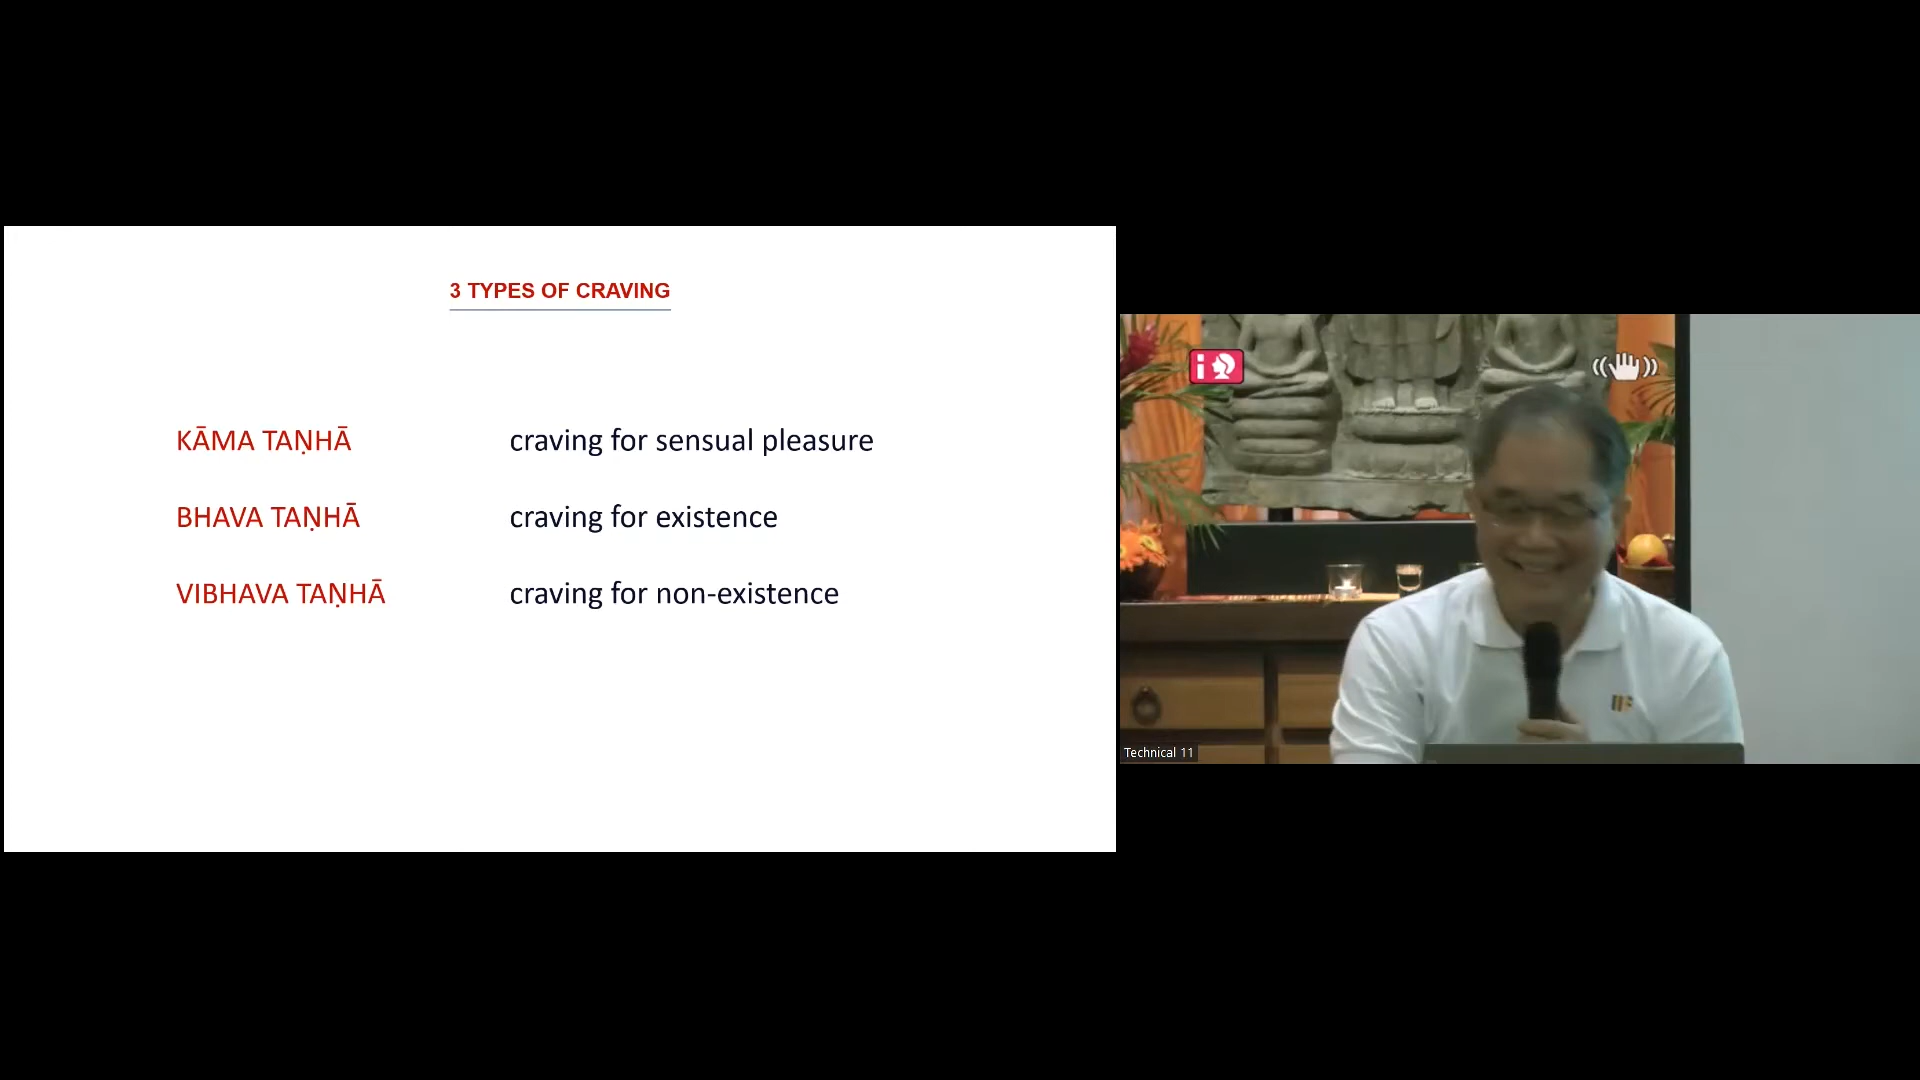 3 TYPES OF CRAVING
KĀMA TAṆHĀ craving for sensual pleasure
BHAVA TAṆHĀ craving for existence
VIBHAVA TAṆHĀ craving for non-existence
i
Technical 11